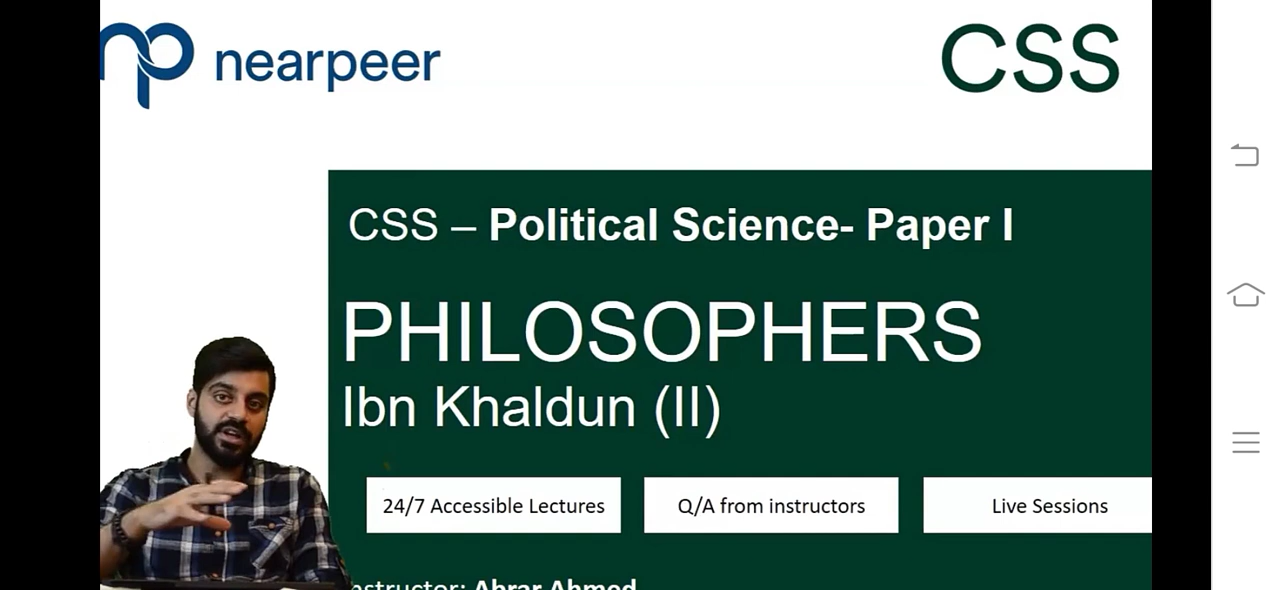 nearpeer
CSS
CSS – Political Science- Paper I
PHILOSOPHERS
Ibn Khaldun (II)
24/7 Accessible Lectures
Q/A from instructors
Live Sessions
Abrar Ahmed